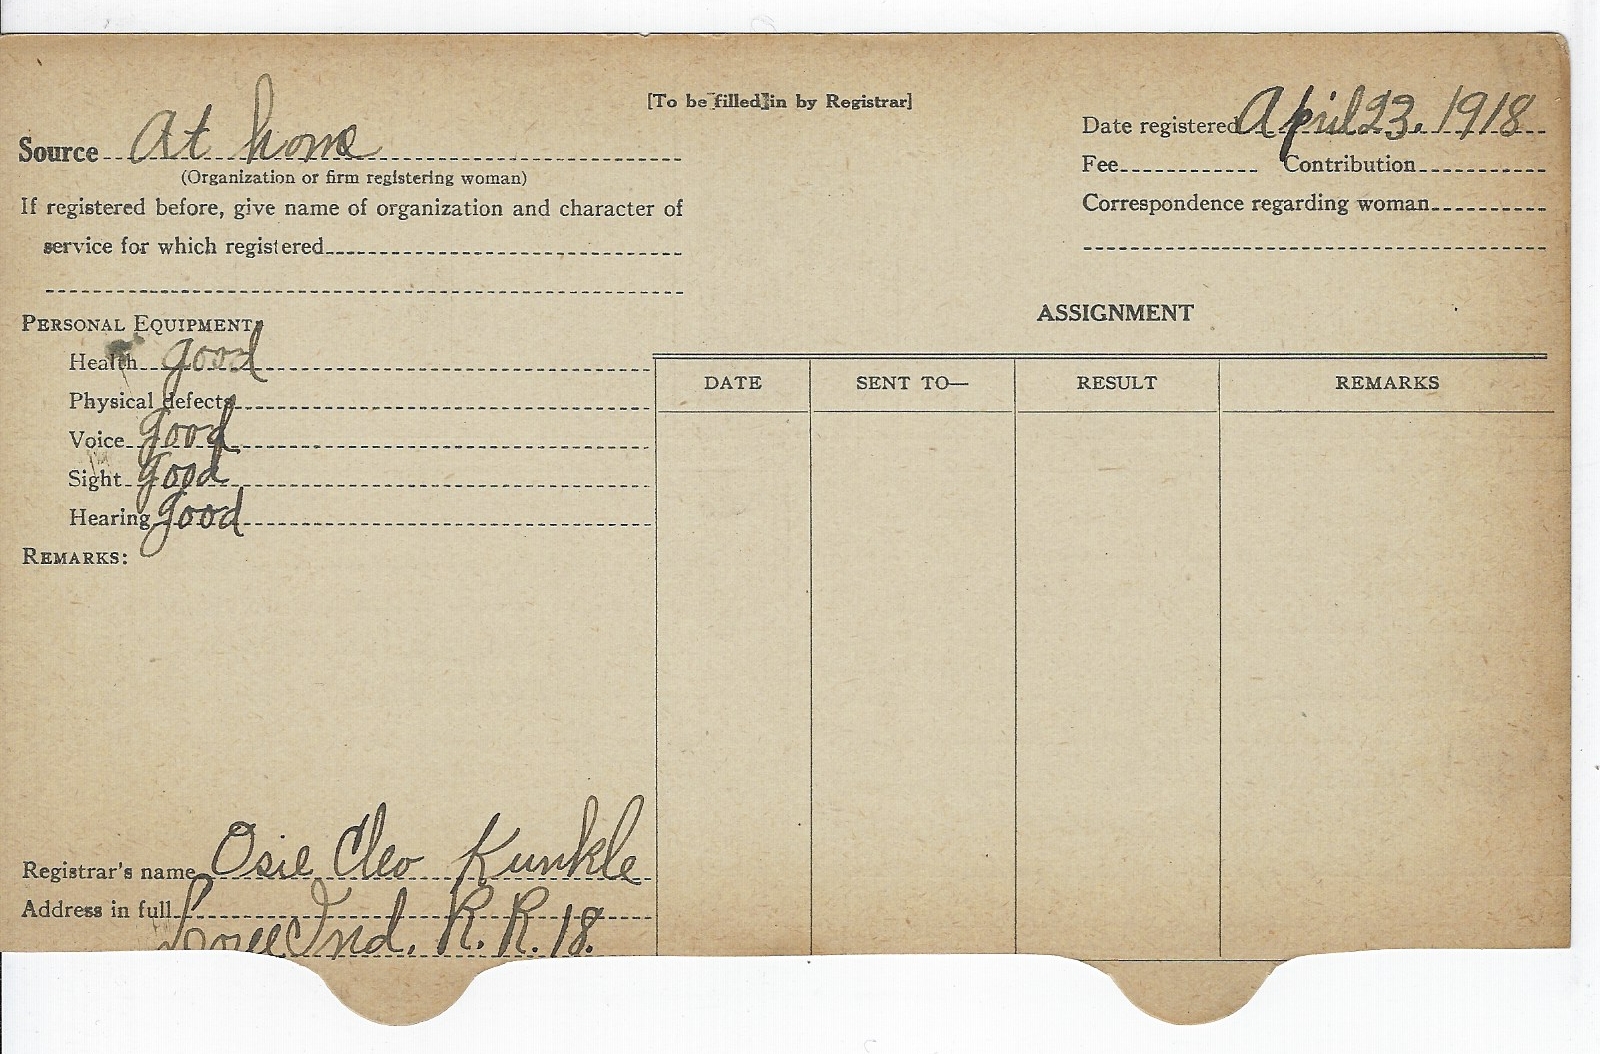 [To be filled in by Registrar]
Source At home
(Organization or firm registering woman)
If registered before, give name of organization and character of
service for which registered
Date registered April 23, 1918
Fee Contribution
Correspondence regarding woman
PERSONAL EQUIPMENT:
Health good
Physical defects
Voice good
Sight good
Hearing good
REMARKS:
ASSIGNMENT
DATE SENT TO— RESULT REMARKS
Registrar's name Osie Cleo Kunkle
Address in full
Loree Ind. R. R. 18.